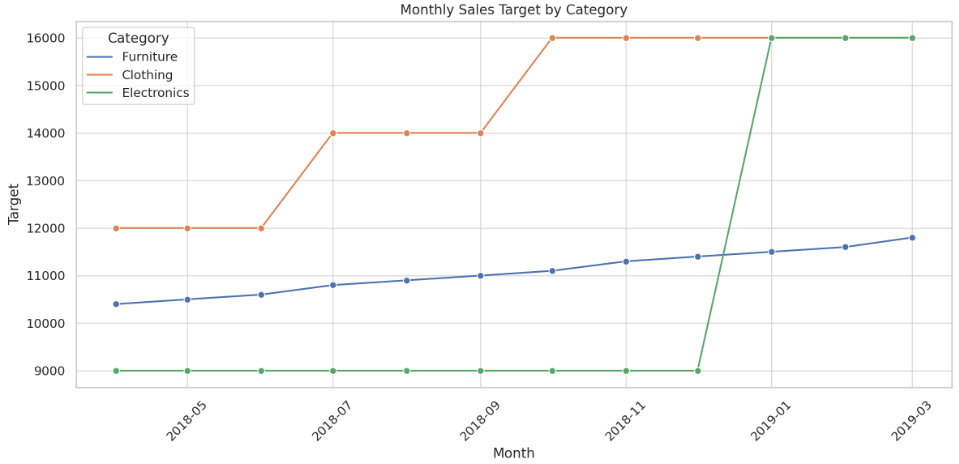 Monthly Sales Target by Category
Category
Furniture
Clothing
Electronics
16000
15000
14000
13000
12000
11000
10000
9000
Target
2018-05
2018-07
2018-09
2018-11
2019-01
2019-03
Month